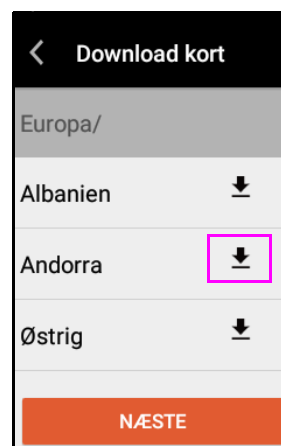 Download kort
Europa/
Albanien
Andorra
Østrig
NÆSTE